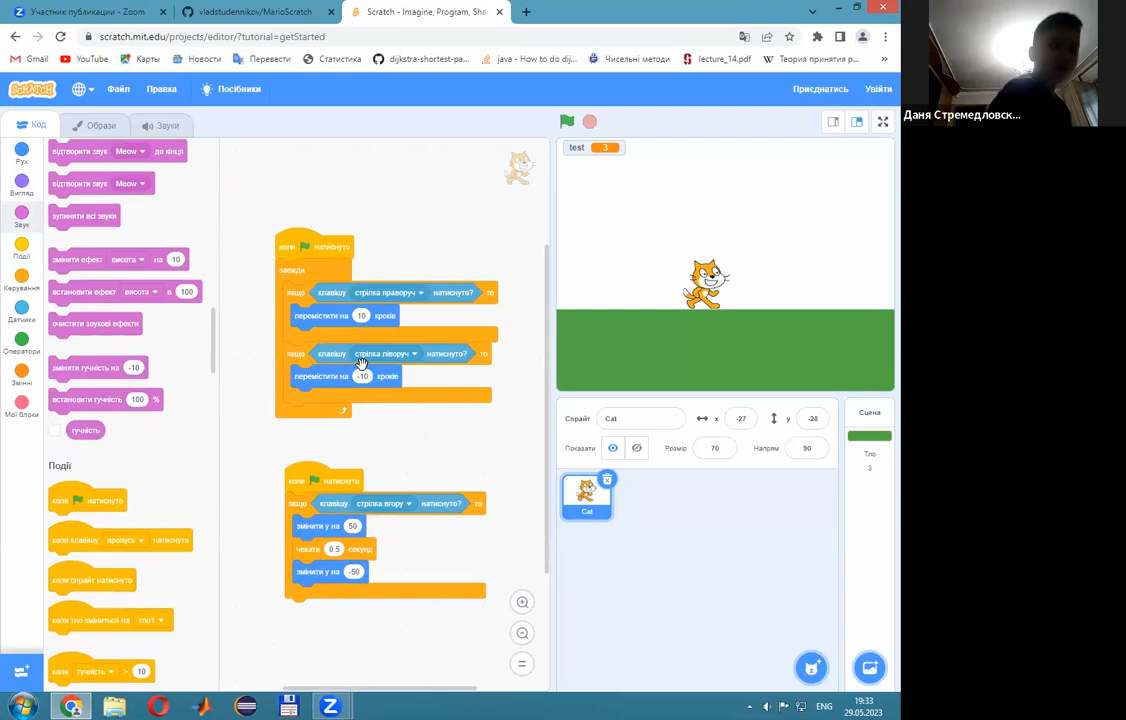 Участник публикации - Zoom
vladstudennikov/MarioScratch
Scratch - Imagine, Program, Sha
scratch.mit.edu/projects/editor/?tutorial=getStarted
Gmail
YouTube
Карты
Новости
Перевести
Статистика
dijkstra-shortest-pa...
java - How to do dij...
Чисельні методи
lecture_14.pdf
Теория принятия р...
»
SCRATCH
Файл
Правка
Посібники
Приєднатись
Увійти
Даня Стремедловск...
Код
Образи
Звуки
Рух
Вигляд
Звук
Події
Керування
Датчики
Оператори
Змінні
Мої блоки
відтворити звук Meow до кінця
відтворити звук Meow
зупинити всі звуки
змінити ефект висота на 10
встановити ефект висота в 100
очистити звукові ефекти
змінити гучність на -10
встановити гучність 100 %
гучність
Події
коли натиснуто
коли клавішу пропуск натиснуто
коли спрайт натиснуто
коли тло зміниться на тло1
коли гучність > 10
коли натиснуто
завжди
якщо клавішу стрілка праворуч натиснуто? то
перемістити на 10 кроків
якщо клавішу стрілка ліворуч натиснуто? то
перемістити на -10 кроків
коли натиснуто
якщо клавішу стрілка вгору натиснуто? то
змінити y на 50
чекати 0.5 секунд
змінити y на -50
test 3
Спрайт Cat x -27 y -28
Показати Розмір 70 Напрям 90
Cat
Сцена
Тло
3
ENG
19:33
29.05.2023